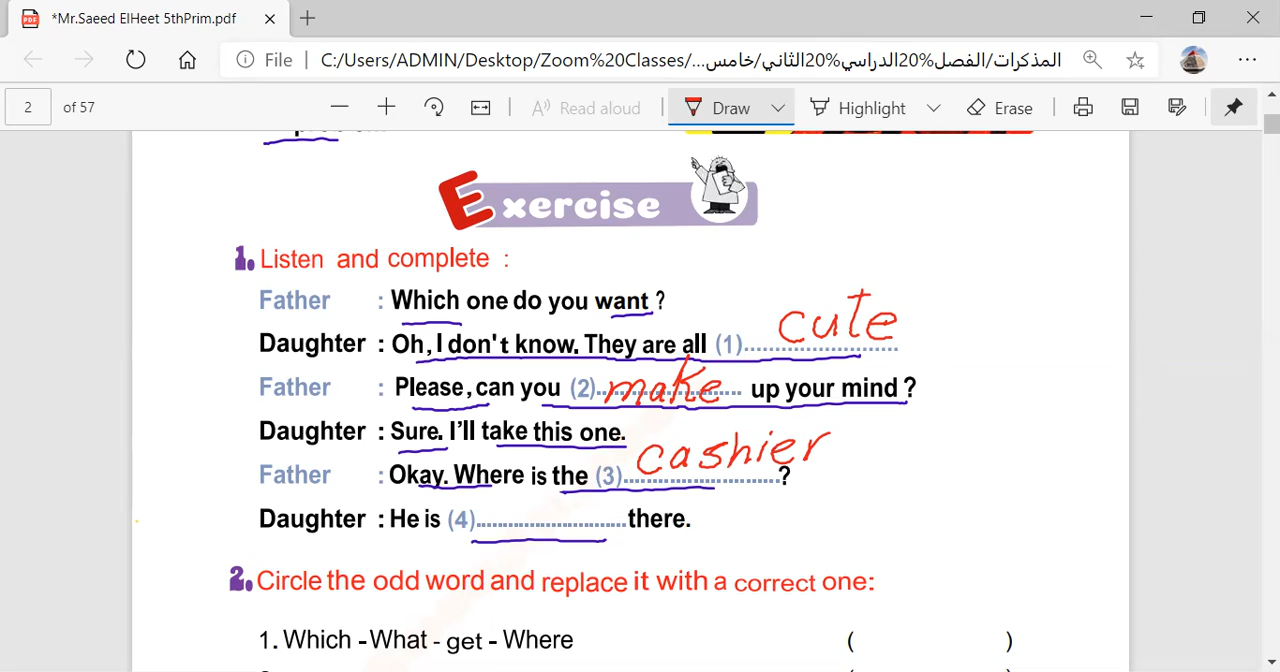 *Mr.Saeed ElHeet 5thPrim.pdf
File C:/Users/ADMIN/Desktop/Zoom%20Classes/المذكرات/الفصل%20الدراسي%20الثاني/خامس...
2 of 57 Read aloud Draw Highlight Erase
Exercise
1. Listen and complete :
Father : Which one do you want ?
Daughter : Oh, I don't know. They are all (1) cute
Father : Please, can you (2) make up your mind ?
Daughter : Sure. I'll take this one.
Father : Okay. Where is the (3) cashier ?
Daughter : He is (4)........................... there.
2. Circle the odd word and replace it with a correct one:
1. Which - What - get - Where ( )